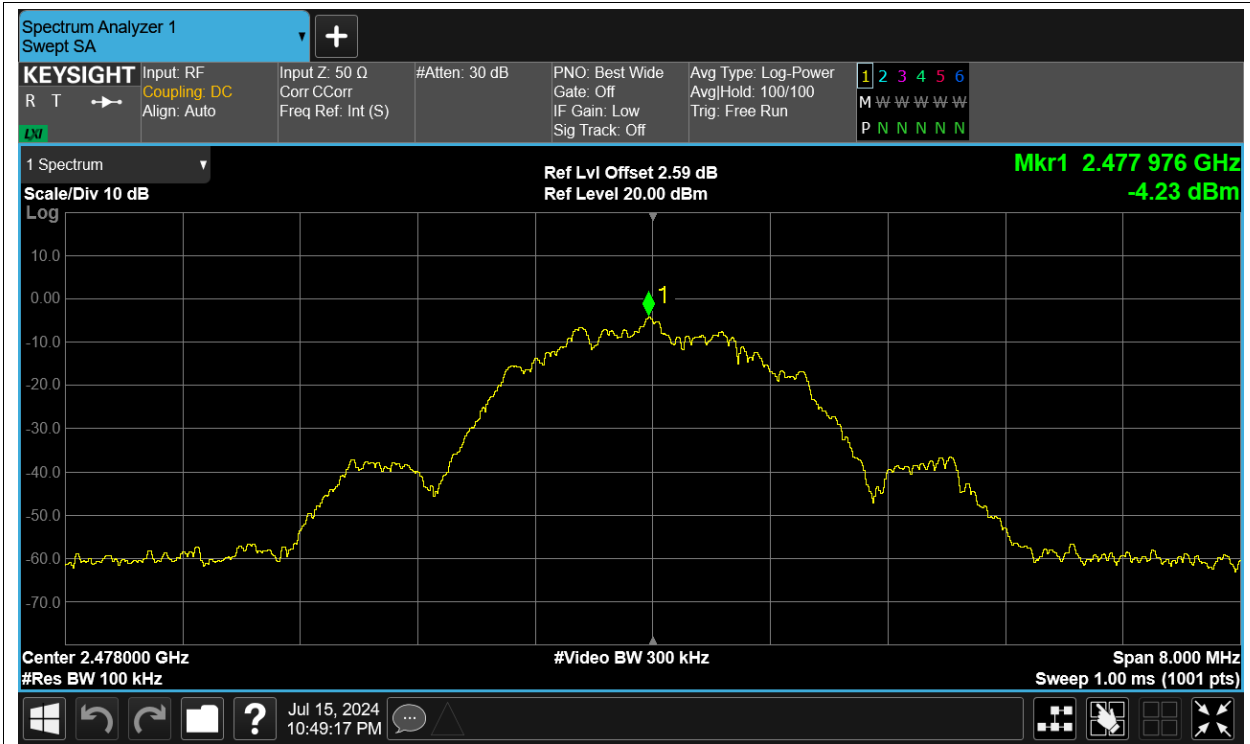 Spectrum Analyzer 1
Swept SA
KEYSIGHT
R T
LXI
Input: RF
Coupling: DC
Align: Auto
Input Z: 50 Ω
Corr CCorr
Freq Ref: Int (S)
#Atten: 30 dB
PNO: Best Wide
Gate: Off
IF Gain: Low
Sig Track: Off
Avg Type: Log-Power
Avg|Hold: 100/100
Trig: Free Run
1 2 3 4 5 6
M W W W W W
P N N N N N
1 Spectrum
Scale/Div 10 dB
Log
Ref Lvl Offset 2.59 dB
Ref Level 20.00 dBm
Mkr1 2.477 976 GHz
-4.23 dBm
10.0
0.00
1
-10.0
-20.0
-30.0
-40.0
-50.0
-60.0
-70.0
Center 2.478000 GHz
#Video BW 300 kHz
Span 8.000 MHz
#Res BW 100 kHz
Sweep 1.00 ms (1001 pts)
?
Jul 15, 2024
10:49:17 PM